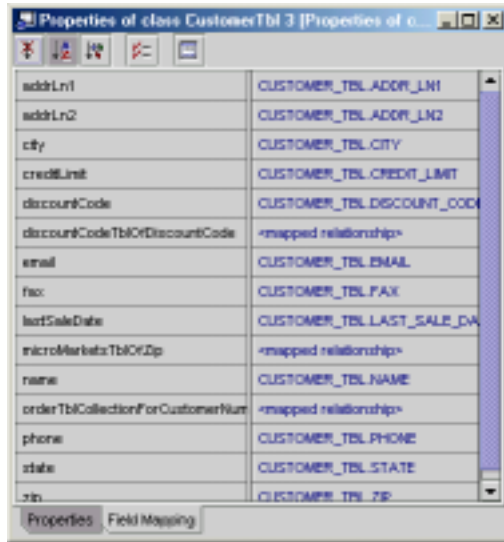 Properties of class CustomerTbl 3 [Properties of c...
addrLn1 CUSTOMER_TBL.ADDR_LN1
addrLn2 CUSTOMER_TBL.ADDR_LN2
city CUSTOMER_TBL.CITY
creditLimit CUSTOMER_TBL.CREDIT_LIMIT
discountCode CUSTOMER_TBL.DISCOUNT_CODE
discountCodeTblOfDiscountCode <mapped relationship>
email CUSTOMER_TBL.EMAIL
fax CUSTOMER_TBL.FAX
lastSaleDate CUSTOMER_TBL.LAST_SALE_DA
microMarketsTblOfZip <mapped relationship>
name CUSTOMER_TBL.NAME
orderTblCollectionForCustomerNum <mapped relationship>
phone CUSTOMER_TBL.PHONE
state CUSTOMER_TBL.STATE
zip CUSTOMER_TBL.ZIP
Properties Field Mapping